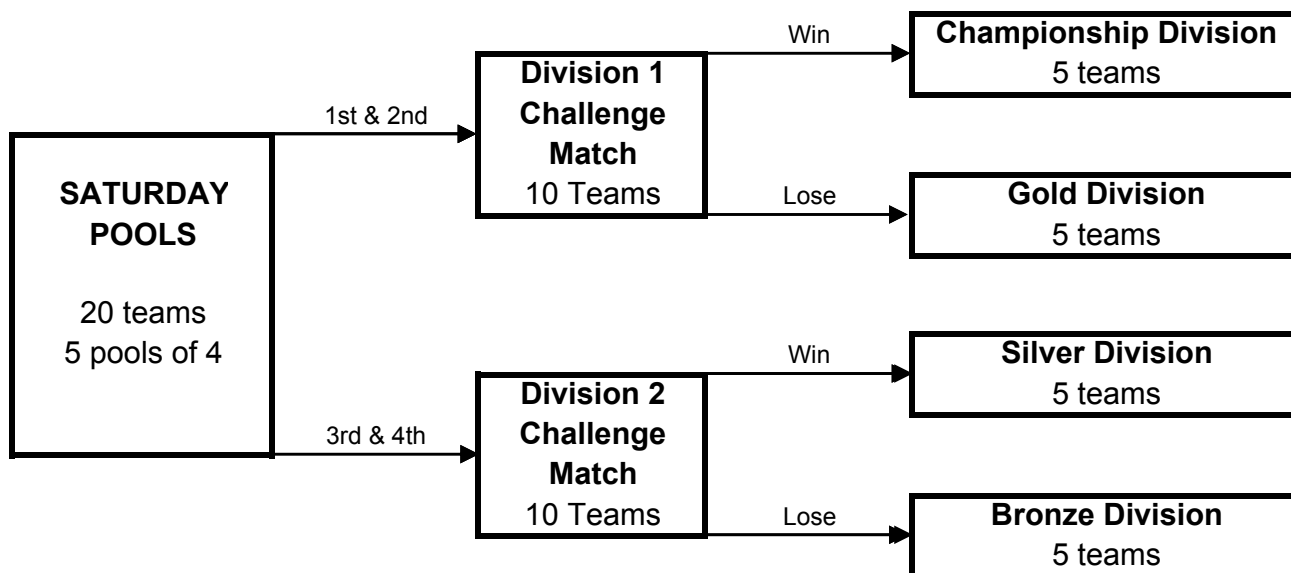 SATURDAY
POOLS
20 teams
5 pools of 4
1st & 2nd
3rd & 4th
Division 1
Challenge
Match
10 Teams
Division 2
Challenge
Match
10 Teams
Win
Lose
Win
Lose
Championship Division
5 teams
Gold Division
5 teams
Silver Division
5 teams
Bronze Division
5 teams